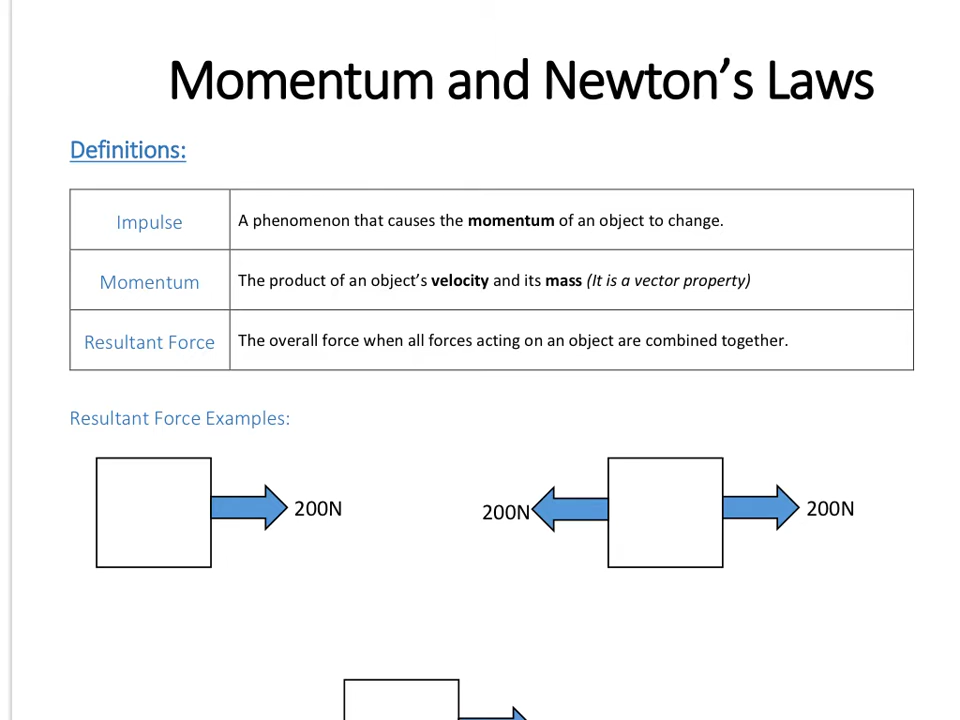 Momentum and Newton’s Laws
Definitions:
Impulse
A phenomenon that causes the momentum of an object to change.
Momentum
The product of an object’s velocity and its mass (It is a vector property)
Resultant Force
The overall force when all forces acting on an object are combined together.
Resultant Force Examples:
200N
200N
200N